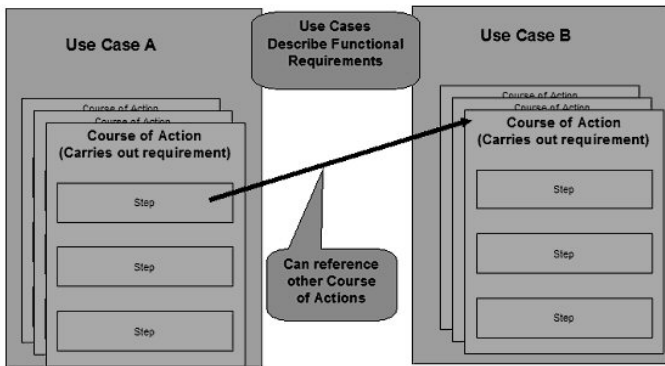 Use Case A
Course of Action
Course of Action
Course of Action
(Carries out requirement)
Step
Step
Step
Use Cases
Describe Functional
Requirements
Can reference
other Course
of Actions
Use Case B
Course of Action
Course of Action
Course of Action
(Carries out requirement)
Step
Step
Step